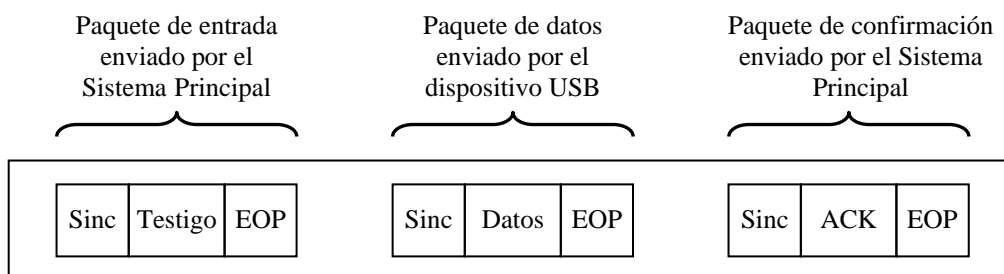 Paquete de entrada
enviado por el
Sistema Principal
Paquete de datos
enviado por el
dispositivo USB
Paquete de confirmación
enviado por el Sistema
Principal
Sinc Testigo EOP
Sinc Datos EOP
Sinc ACK EOP